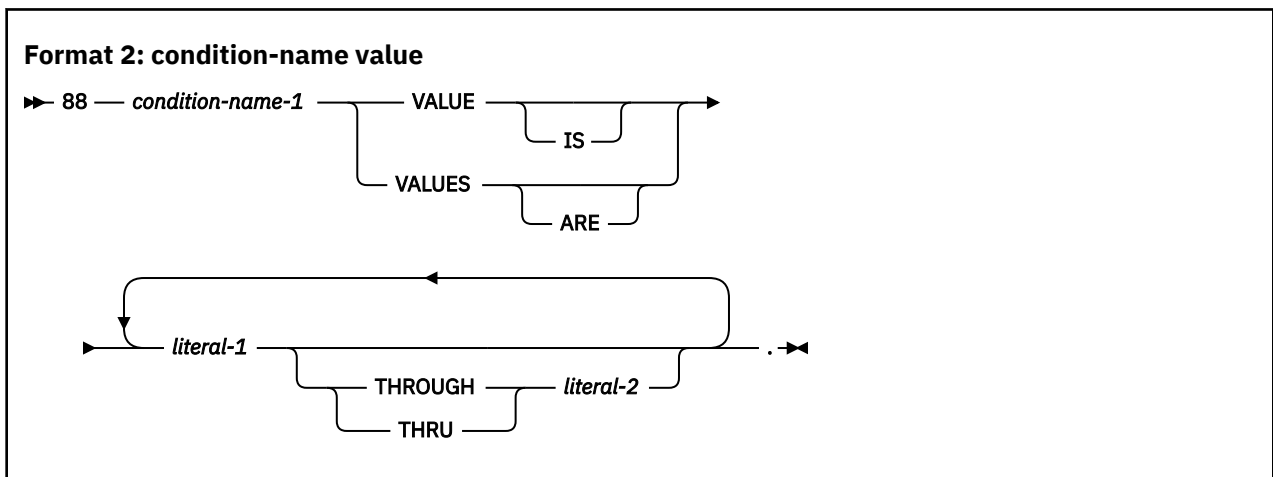 Format 2: condition-name value
88 condition-name-1 VALUE
IS
VALUES
ARE
literal-1
THROUGH literal-2
THRU
.